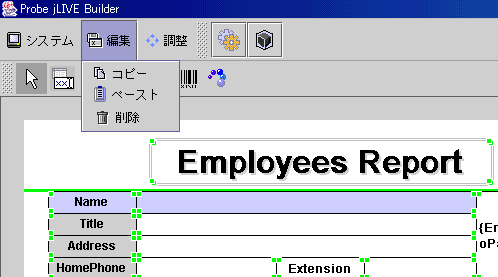 Probe jLIVE Builder
システム 編集 調整
コピー
ペースト
削除
Employees Report
Name
Title
{En
Address
oPa
HomePhone Extension